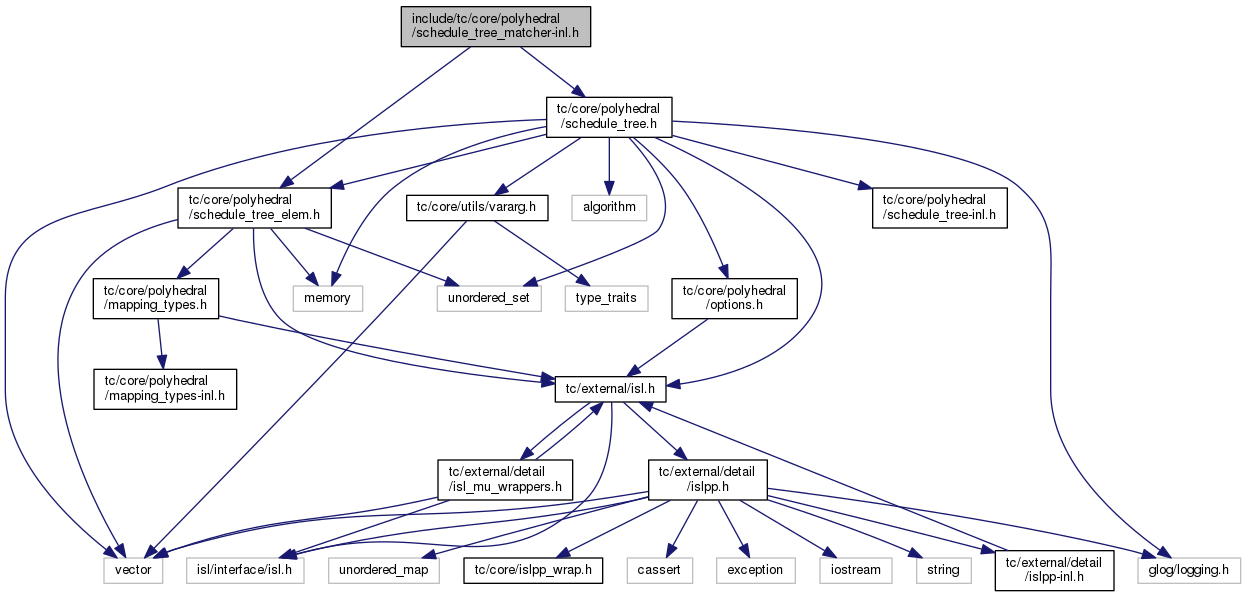 include/tc/core/polyhedral
/schedule_tree_matcher-inl.h
tc/core/polyhedral
/schedule_tree.h
tc/core/polyhedral
/schedule_tree_elem.h
tc/core/utils/vararg.h
algorithm
tc/core/polyhedral
/schedule_tree-inl.h
tc/core/polyhedral
/mapping_types.h
memory
unordered_set
type_traits
tc/core/polyhedral
/options.h
tc/core/polyhedral
/mapping_types-inl.h
tc/external/isl.h
tc/external/detail
/isl_mu_wrappers.h
tc/external/detail
/islpp.h
vector
isl/interface/isl.h
unordered_map
tc/core/islpp_wrap.h
cassert
exception
iostream
string
tc/external/detail
/islpp-inl.h
glog/logging.h